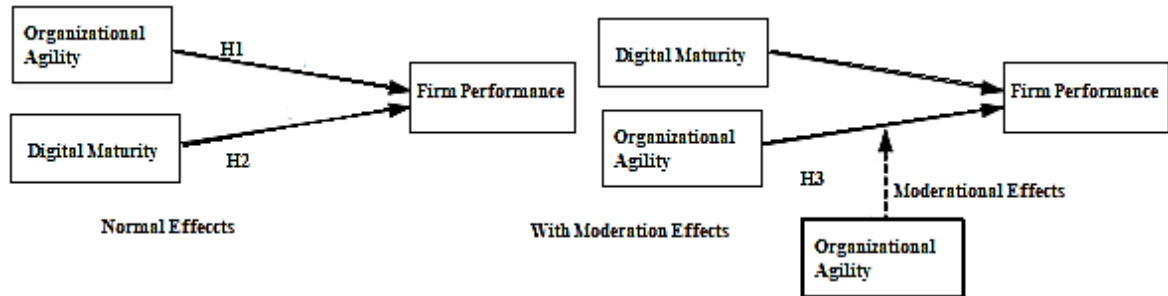 Organizational
Agility
H1
Firm Performance
Digital Maturity
H2
Normal Effeccts
Digital Maturity
Firm Performance
Organizational
Agility
H3
Moderational Effects
With Moderation Effects
Organizational
Agility